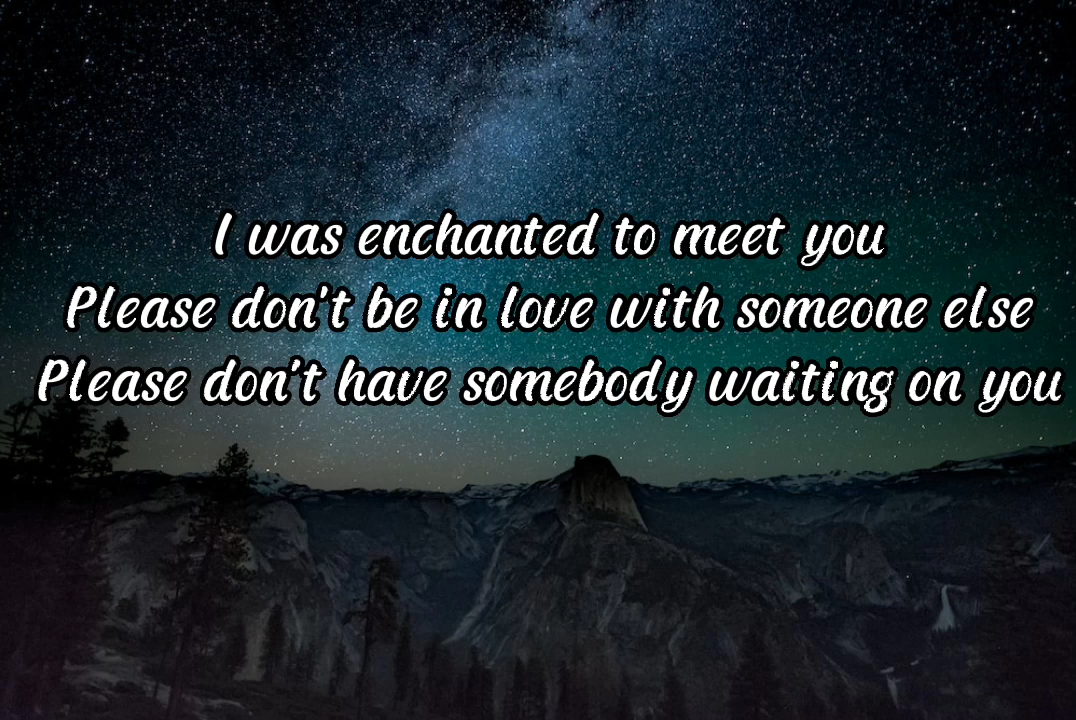 I was enchanted to meet you
Please don't be in love with someone else
Please don't have somebody waiting on you